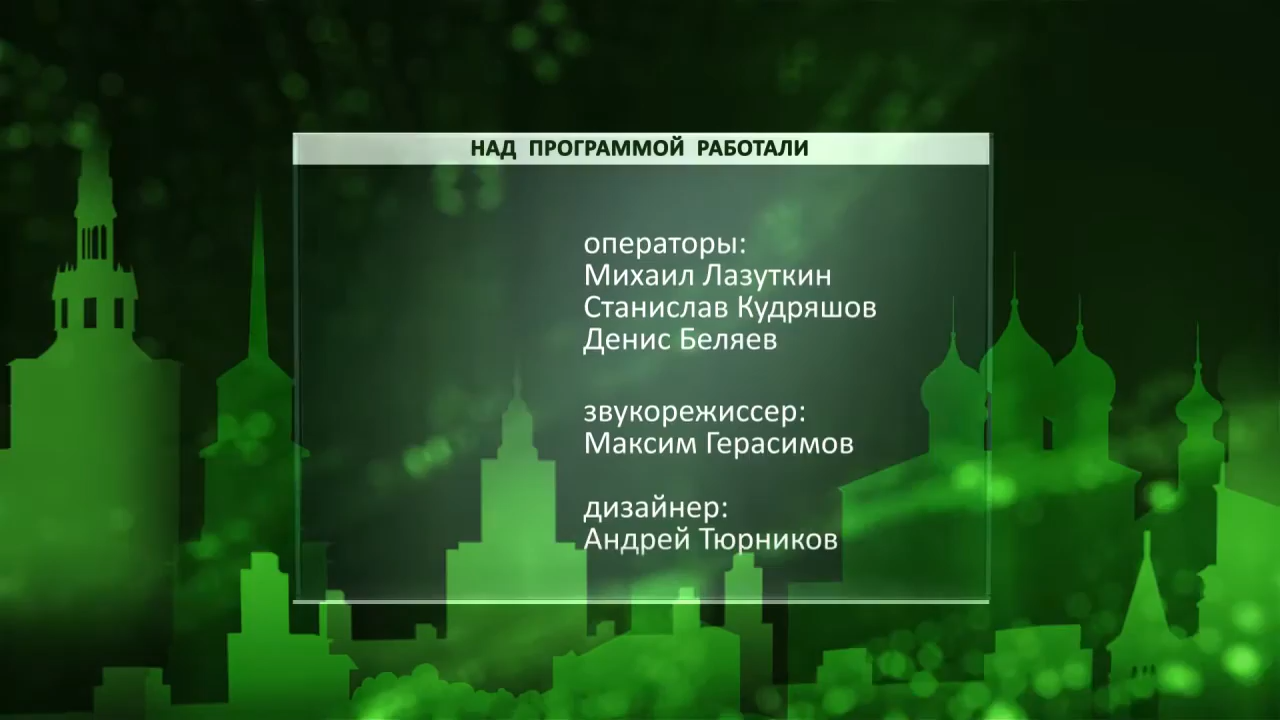 НАД ПРОГРАММОЙ РАБОТАЛИ
операторы:
Михаил Лазуткин
Станислав Кудряшов
Денис Беляев
звукорежиссер:
Максим Герасимов
дизайнер:
Андрей Тюрников